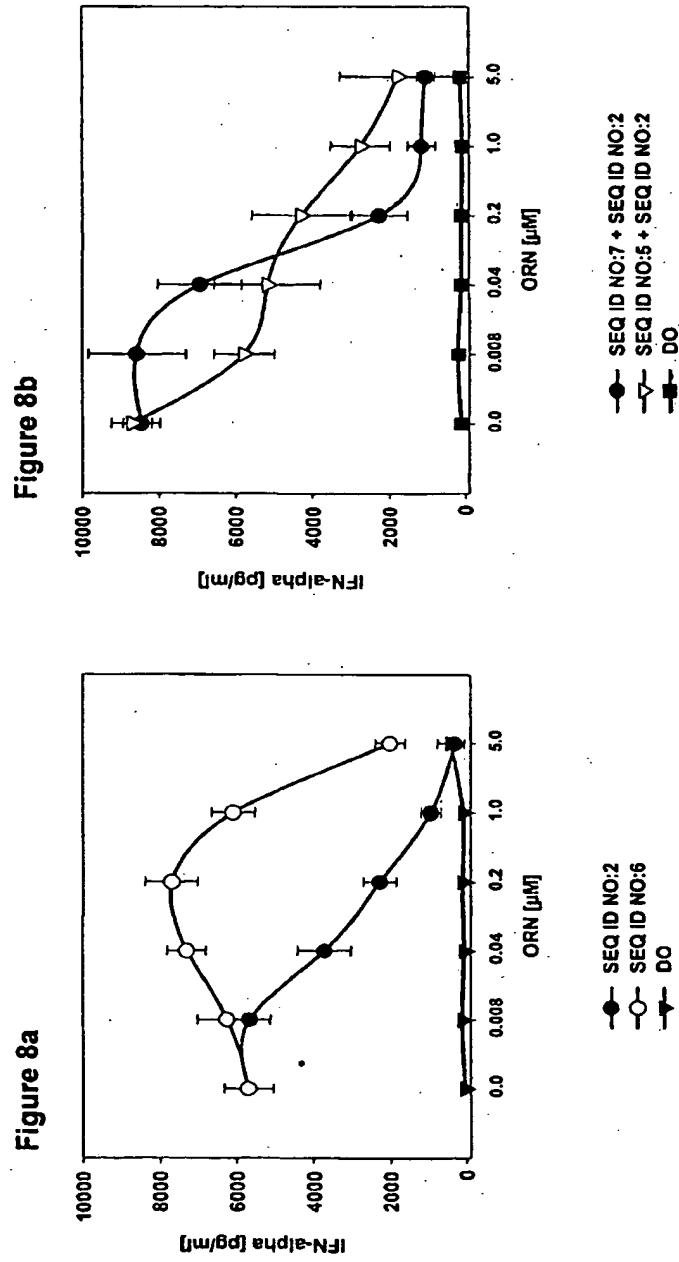 Figure 8a
IFN-alpha [pg/ml]
10000
8000
6000
4000
2000
0
0.0
0.008
0.04
0.2
1.0
5.0
ORN [µM]
SEQ ID NO:2
SEQ ID NO:6
DO
Figure 8b
IFN-alpha [pg/ml]
10000
8000
6000
4000
2000
0
0.0
0.008
0.04
0.2
1.0
5.0
ORN [µM]
SEQ ID NO:7 + SEQ ID NO:2
SEQ ID NO:5 + SEQ ID NO:2
DO